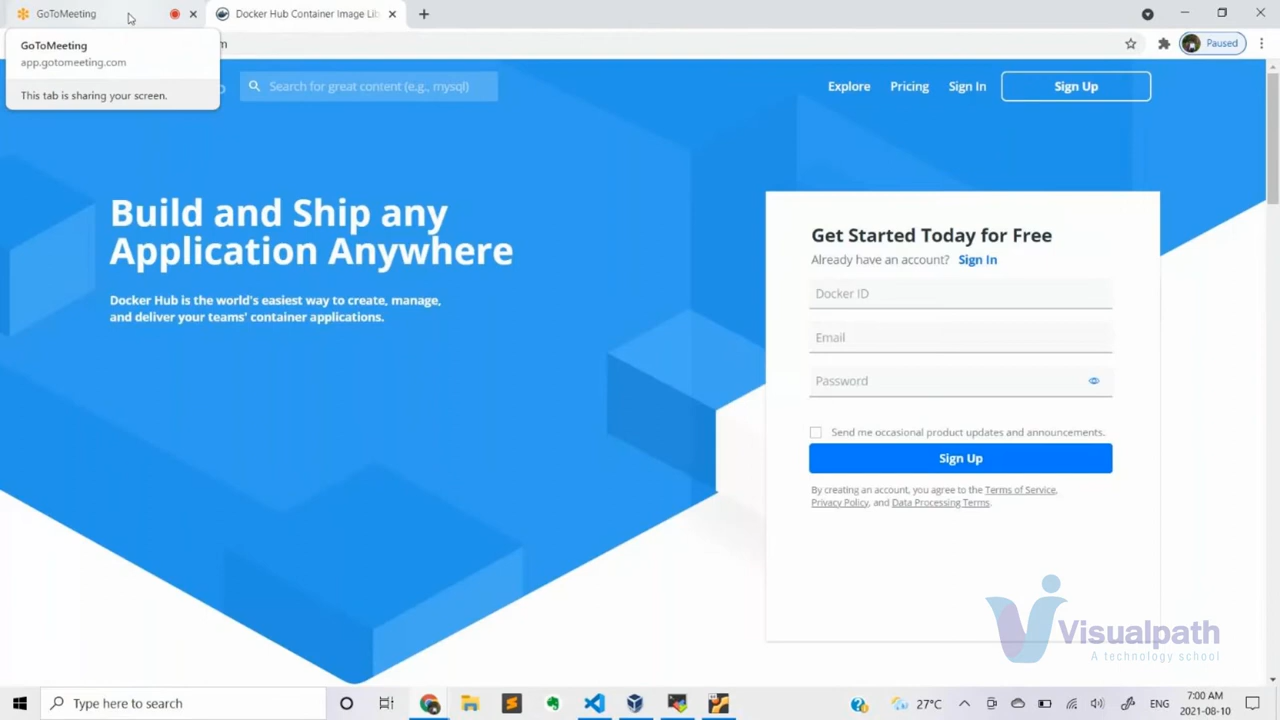 GoToMeeting
Docker Hub Container Image Lib
GoToMeeting
app.gotomeeting.com
This tab is sharing your screen.
Paused
Search for great content (e.g., mysql)
Explore
Pricing
Sign In
Sign Up
Build and Ship any
Application Anywhere
Docker Hub is the world's easiest way to create, manage,
and deliver your teams' container applications.
Get Started Today for Free
Already have an account? Sign In
Docker ID
Email
Password
Send me occasional product updates and announcements.
Sign Up
By creating an account, you agree to the Terms of Service,
Privacy Policy, and Data Processing Terms.
Visualpath
A technology school
Type here to search
27°C
ENG
7:00 AM
2021-08-10